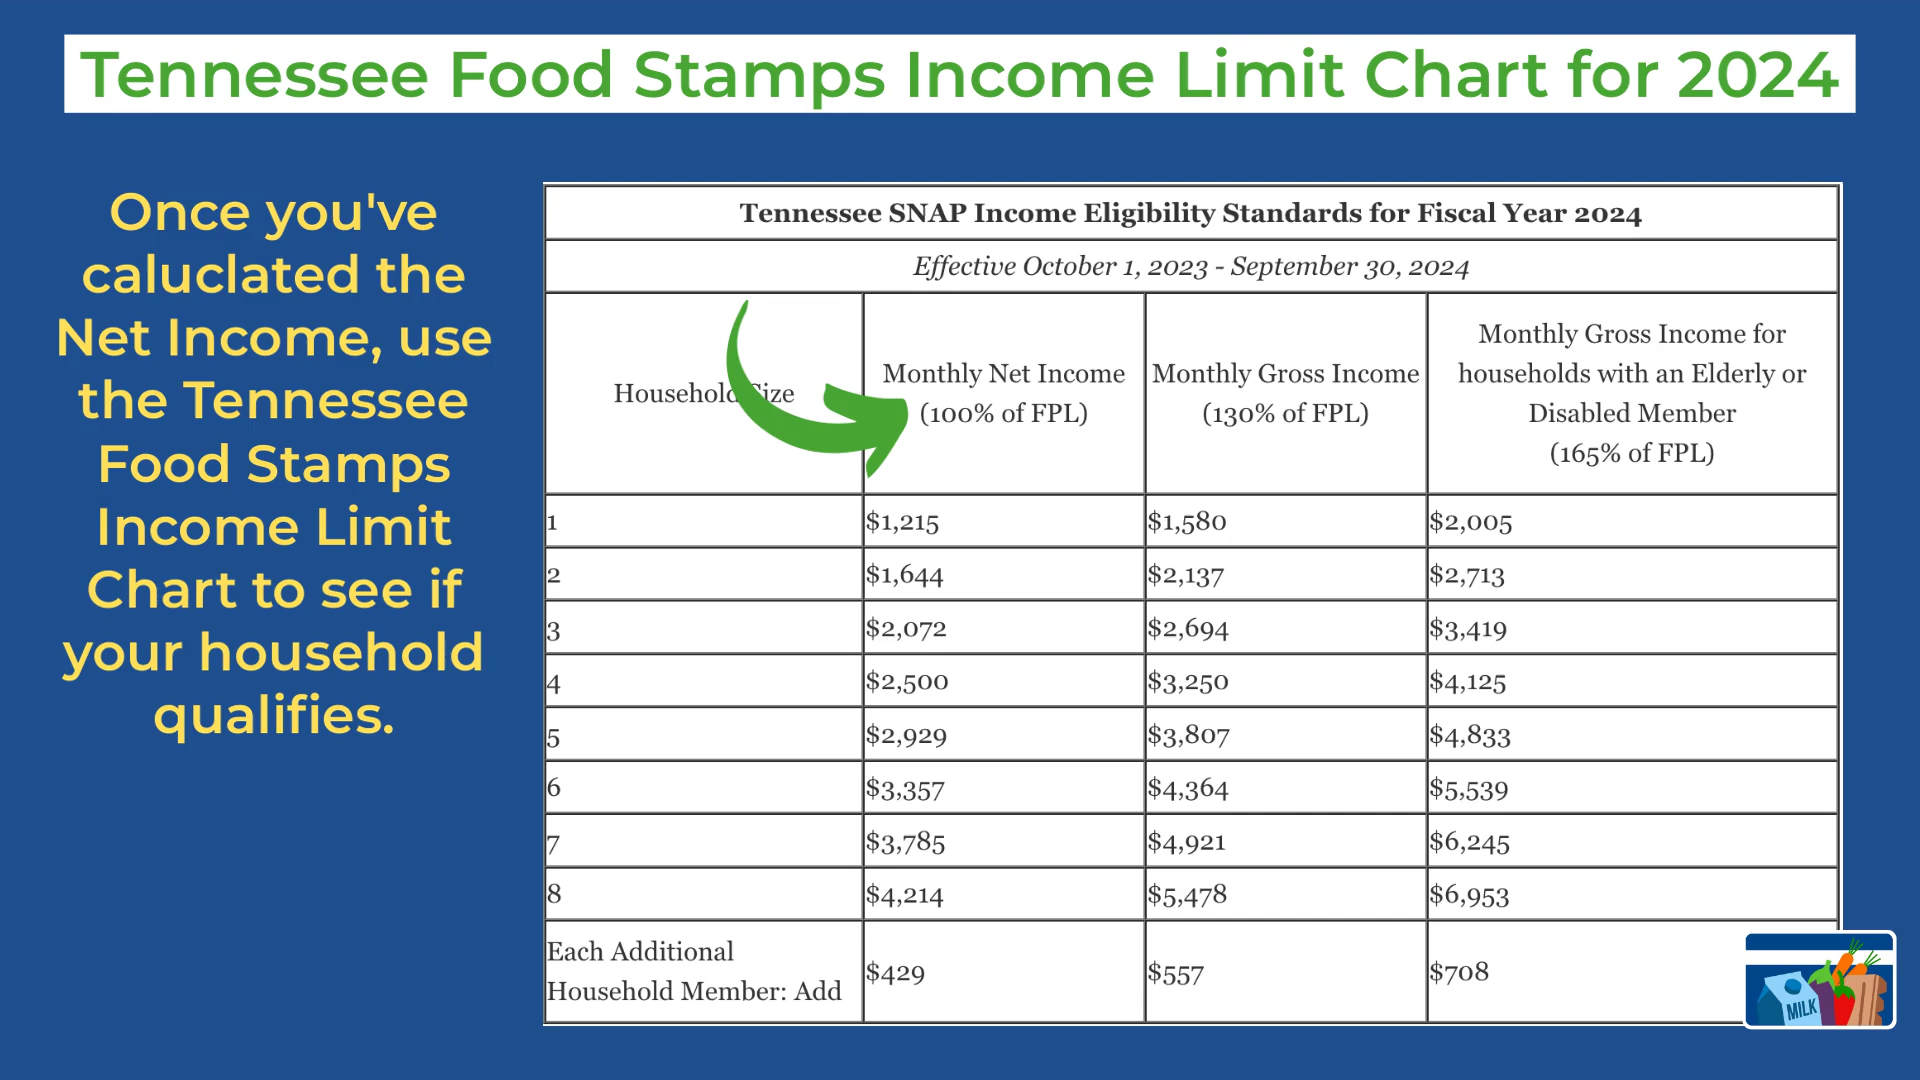 Tennessee Food Stamps Income Limit Chart for 2024
Once you've
caluclated the
Net Income, use
the Tennessee
Food Stamps
Income Limit
Chart to see if
your household
qualifies.
Tennessee SNAP Income Eligibility Standards for Fiscal Year 2024
Effective October 1, 2023 - September 30, 2024
Household Size
Monthly Net Income
(100% of FPL)
Monthly Gross Income
(130% of FPL)
Monthly Gross Income for
households with an Elderly or
Disabled Member
(165% of FPL)
1 $1,215 $1,580 $2,005
2 $1,644 $2,137 $2,713
3 $2,072 $2,694 $3,419
4 $2,500 $3,250 $4,125
5 $2,929 $3,807 $4,833
6 $3,357 $4,364 $5,539
7 $3,785 $4,921 $6,245
8 $4,214 $5,478 $6,953
Each Additional
Household Member: Add
$429 $557 $708
MILK